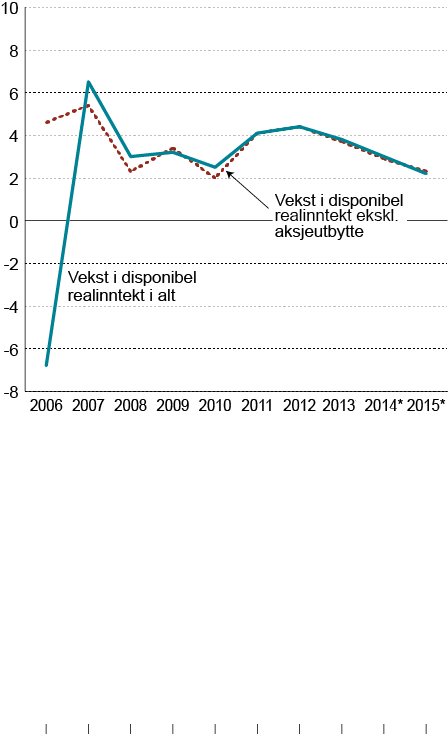 10
8
6
4
2
0
-2
-4
-6
-8
Vekst i disponibel
realinntekt ekskl.
aksjeutbytte
Vekst i disponibel
realinntekt i alt
2006 2007 2008 2009 2010 2011 2012 2013 2014* 2015*